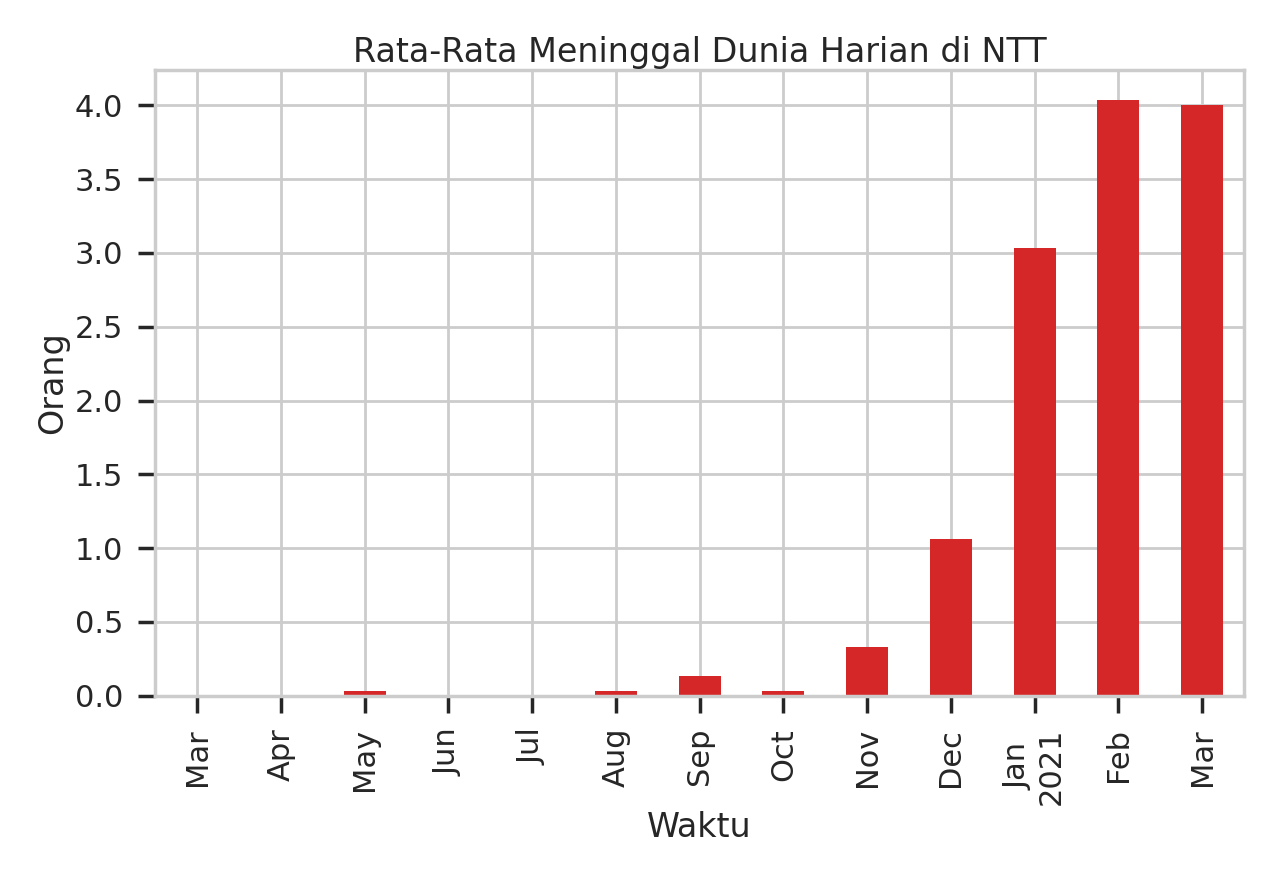 Rata-Rata Meninggal Dunia Harian di NTT
Orang
4.0
3.5
3.0
2.5
2.0
1.5
1.0
0.5
0.0
Mar
Apr
May
Jun
Jul
Aug
Sep
Oct
Nov
Dec
Jan
2021
Feb
Mar
Waktu